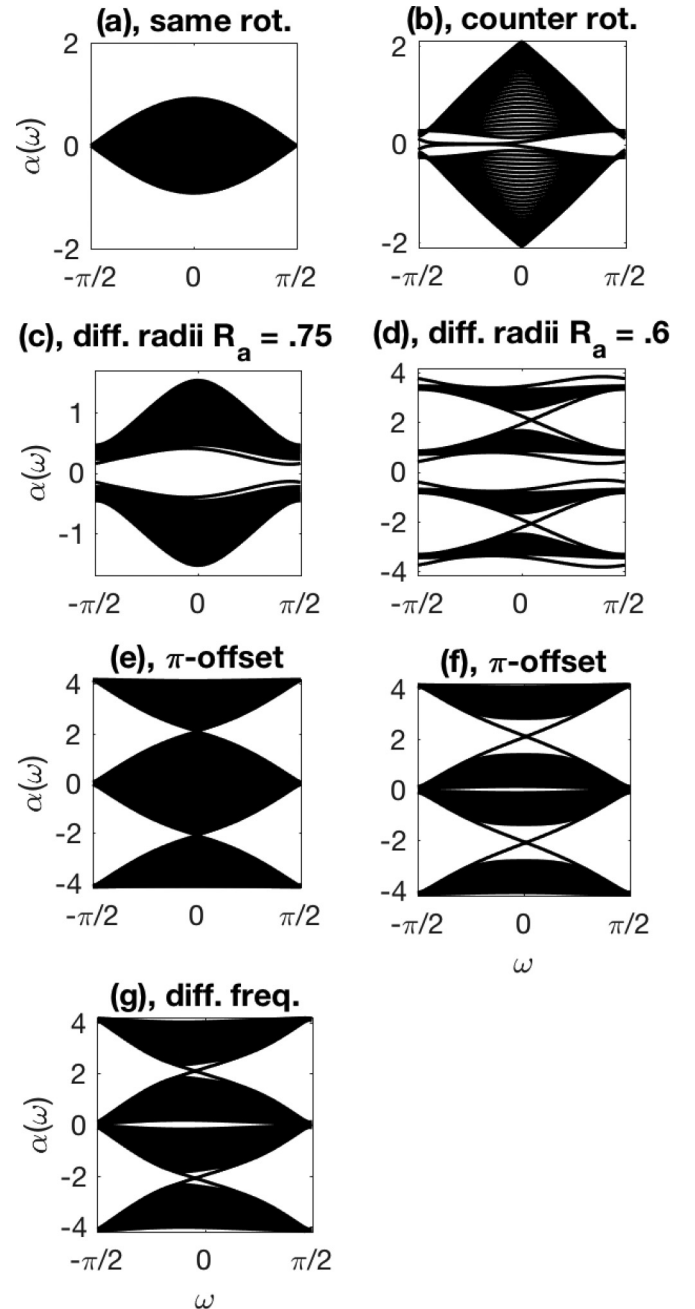 (a), same rot.
(b), counter rot.
2
0
-2
α(ω)
-π/2 0 π/2
2
0
-2
-π/2 0 π/2
(c), diff. radii R_a = .75
(d), diff. radii R_a = .6
1
0
-1
α(ω)
-π/2 0 π/2
4
2
0
-2
-4
-π/2 0 π/2
(e), π-offset
(f), π-offset
4
2
0
-2
-4
α(ω)
-π/2 0 π/2
4
2
0
-2
-4
-π/2 0 π/2
ω
(g), diff. freq.
4
2
0
-2
-4
α(ω)
-π/2 0 π/2
ω